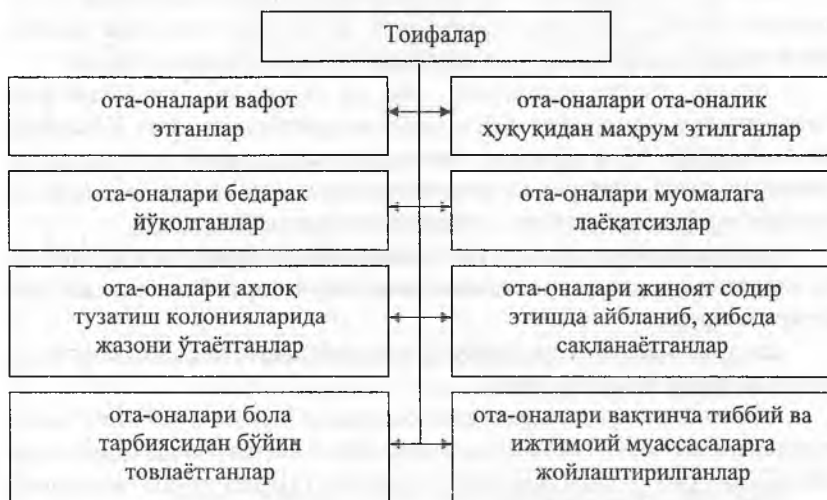 Тоифалар
ота-оналари вафот
этганлар
ота-оналари ота-оналик
ҳуқуқидан маҳрум этилганлар
ота-оналари бедарак
йўқолганлар
ота-оналари муомалага
лаёқатсизлар
ота-оналари ахлоқ
тузатиш колонияларида
жазони ўтаётганлар
ота-оналари жиноят содир
этишда айбланиб, ҳибсда
сақланаётганлар
ота-оналари бола
тарбиясидан бўйин
товлаётганлар
ота-оналари вақтинча тиббий ва
ижтимоий муассасаларга
жойлаштирилганлар